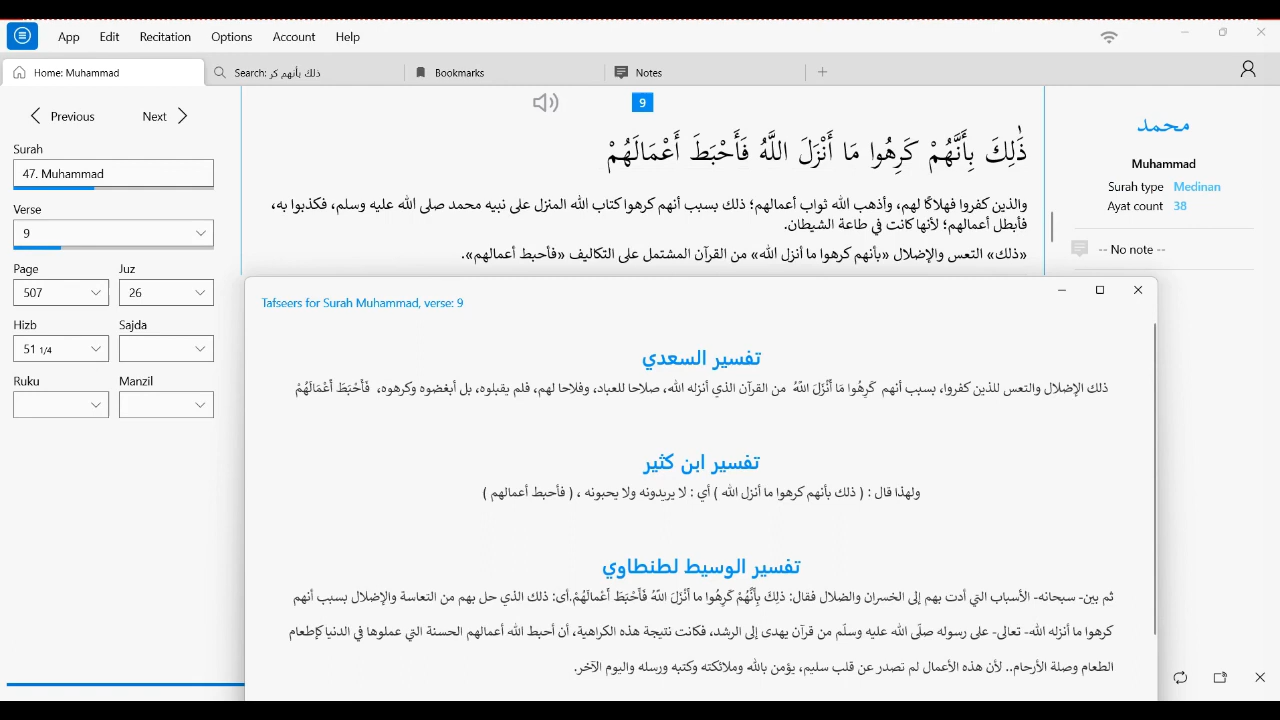 App Edit Recitation Options Account Help
Home: Muhammad
Search: ذلك بأنهم كر
Bookmarks
Notes
Previous Next
Surah
47. Muhammad
Verse
9
Page Juz
507 26
Hizb Sajda
51 1/4
Ruku Manzil
9
ذَٰلِكَ بِأَنَّهُمْ كَرِهُوا مَا أَنْزَلَ اللَّهُ فَأَحْبَطَ أَعْمَالَهُمْ
والذين كفروا فهلاكًا لهم، وأذهب الله ثواب أعمالهم؛ ذلك بسبب أنهم كرهوا كتاب الله المنزل على نبيه محمد صلى الله عليه وسلم، فكذبوا به،
فأبطل أعمالهم؛ لأنها كانت في طاعة الشيطان.
«ذلك» التعس والإضلال «بأنهم كرهوا ما أنزل الله» من القرآن المشتمل على التكاليف «فأحبط أعمالهم».
محمد
Muhammad
Surah type Medinan
Ayat count 38
-- No note --
Tafseers for Surah Muhammad, verse: 9
تفسير السعدي
ذلك الإضلال والتعس للذين كفروا، بسبب أنهم كَرِهُوا مَا أَنْزَلَ اللَّهُ من القرآن الذي أنزله الله، صلاحا للعباد، وفلاحا لهم، فلم يقبلوه، بل أبغضوه وكرهوه، فَأَحْبَطَ أَعْمَالَهُمْ
تفسير ابن كثير
ولهذا قال : ( ذلك بأنهم كرهوا ما أنزل الله ) أي : لا يريدونه ولا يحبونه ، ( فأحبط أعمالهم )
تفسير الوسيط لطنطاوي
ثم بين- سبحانه- الأسباب التي أدت بهم إلى الخسران والضلال فقال: ذلِكَ بِأَنَّهُمْ كَرِهُوا ما أَنْزَلَ اللَّهُ فَأَحْبَطَ أَعْمالَهُمْ.أى: ذلك الذي حل بهم من التعاسة والإضلال بسبب أنهم
كرهوا ما أنزله الله- تعالى- على رسوله صلّى الله عليه وسلّم من قرآن يهدى إلى الرشد، فكانت نتيجة هذه الكراهية، أن أحبط الله أعمالهم الحسنة التي عملوها في الدنيا كإطعام
الطعام وصلة الأرحام.. لأن هذه الأعمال لم تصدر عن قلب سليم، يؤمن بالله وملائكته وكتبه ورسله واليوم الآخر.